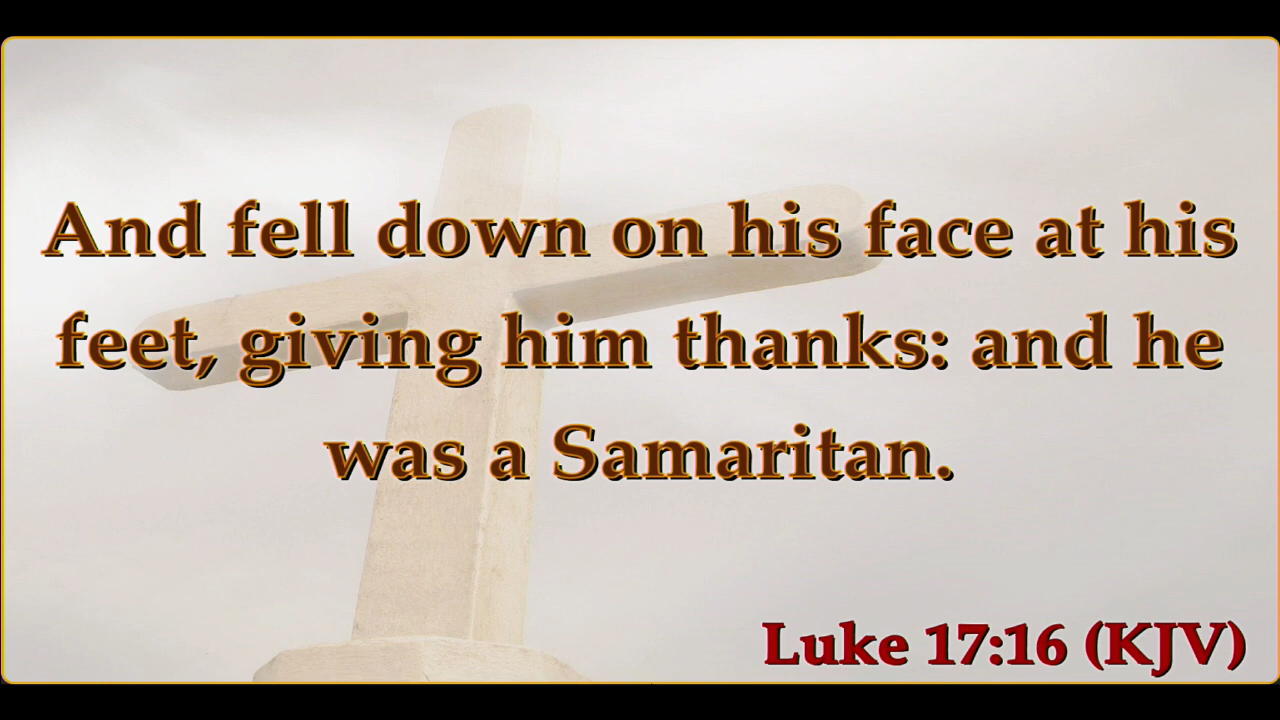 And fell down on his face at his
feet, giving him thanks: and he
was a Samaritan.
Luke 17:16 (KJV)